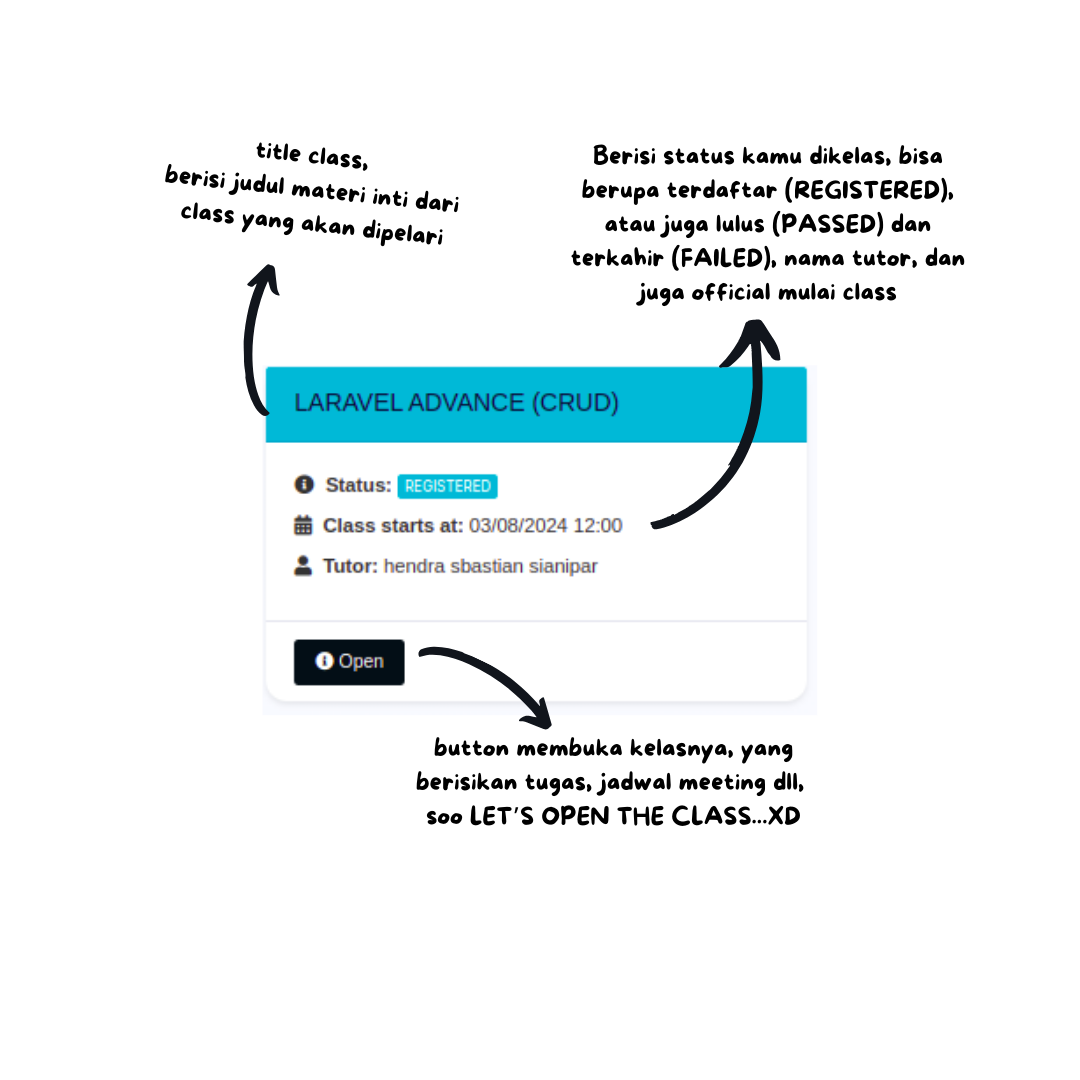 title class,
berisi judul materi inti dari
class yang akan dipelari
Berisi status kamu dikelas, bisa
berupa terdaftar (REGISTERED),
atau juga lulus (PASSED) dan
terkahir (FAILED), nama tutor, dan
juga official mulai class
LARAVEL ADVANCE (CRUD)
Status: REGISTERED
Class starts at: 03/08/2024 12:00
Tutor: hendra sbastian sianipar
Open
button membuka kelasnya, yang
berisikan tugas, jadwal meeting dll,
soo LET'S OPEN THE CLASS...XD